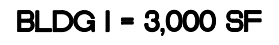 BLDG I = 3,000 SF